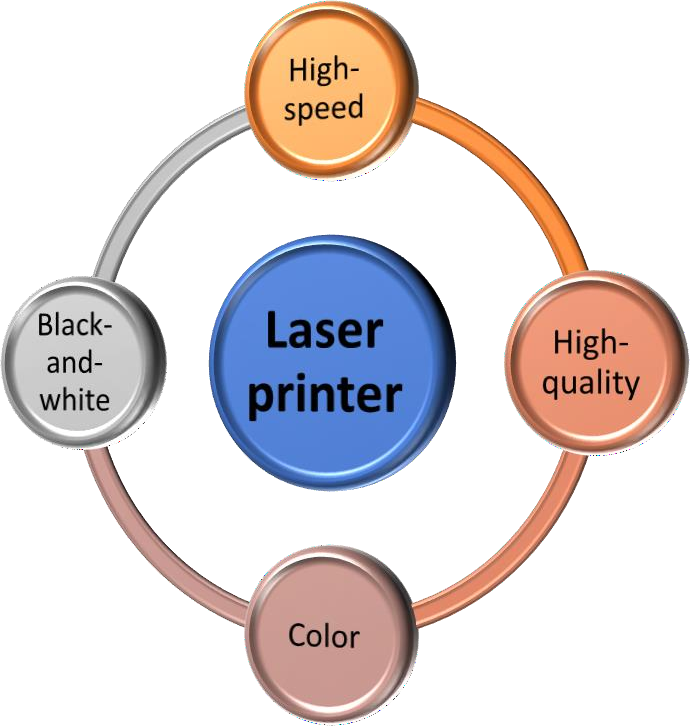 High-
speed
Black-
and-
white
Laser
printer
High-
quality
Color